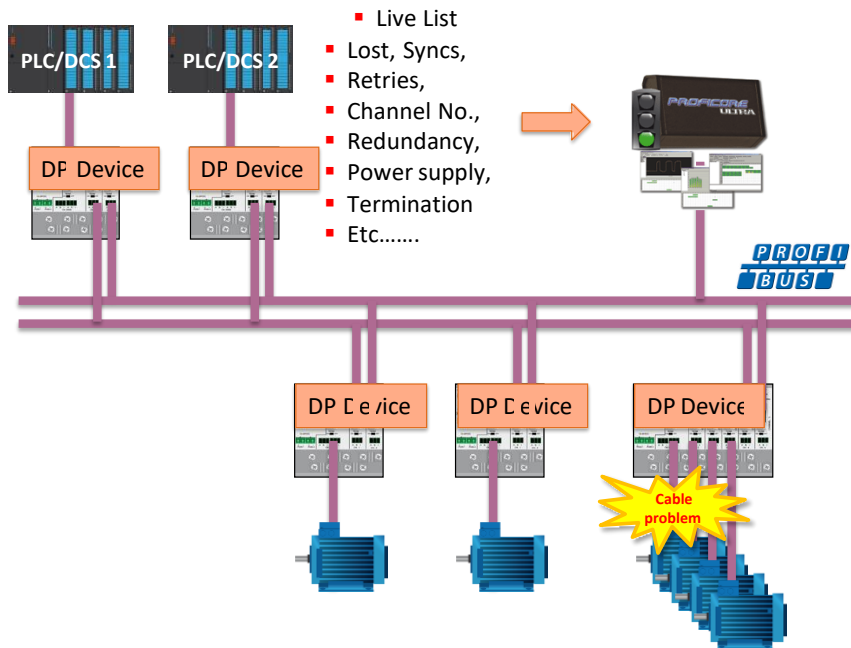 PLC/DCS 1
PLC/DCS 2
Live List
Lost, Syncs,
Retries,
Channel No.,
Redundancy,
Power supply,
Termination
Etc…….
PROFICORE
ULTRA
DP Device
DP Device
PROFI
BUS
DP Device
DP Device
DP Device
Cable
problem